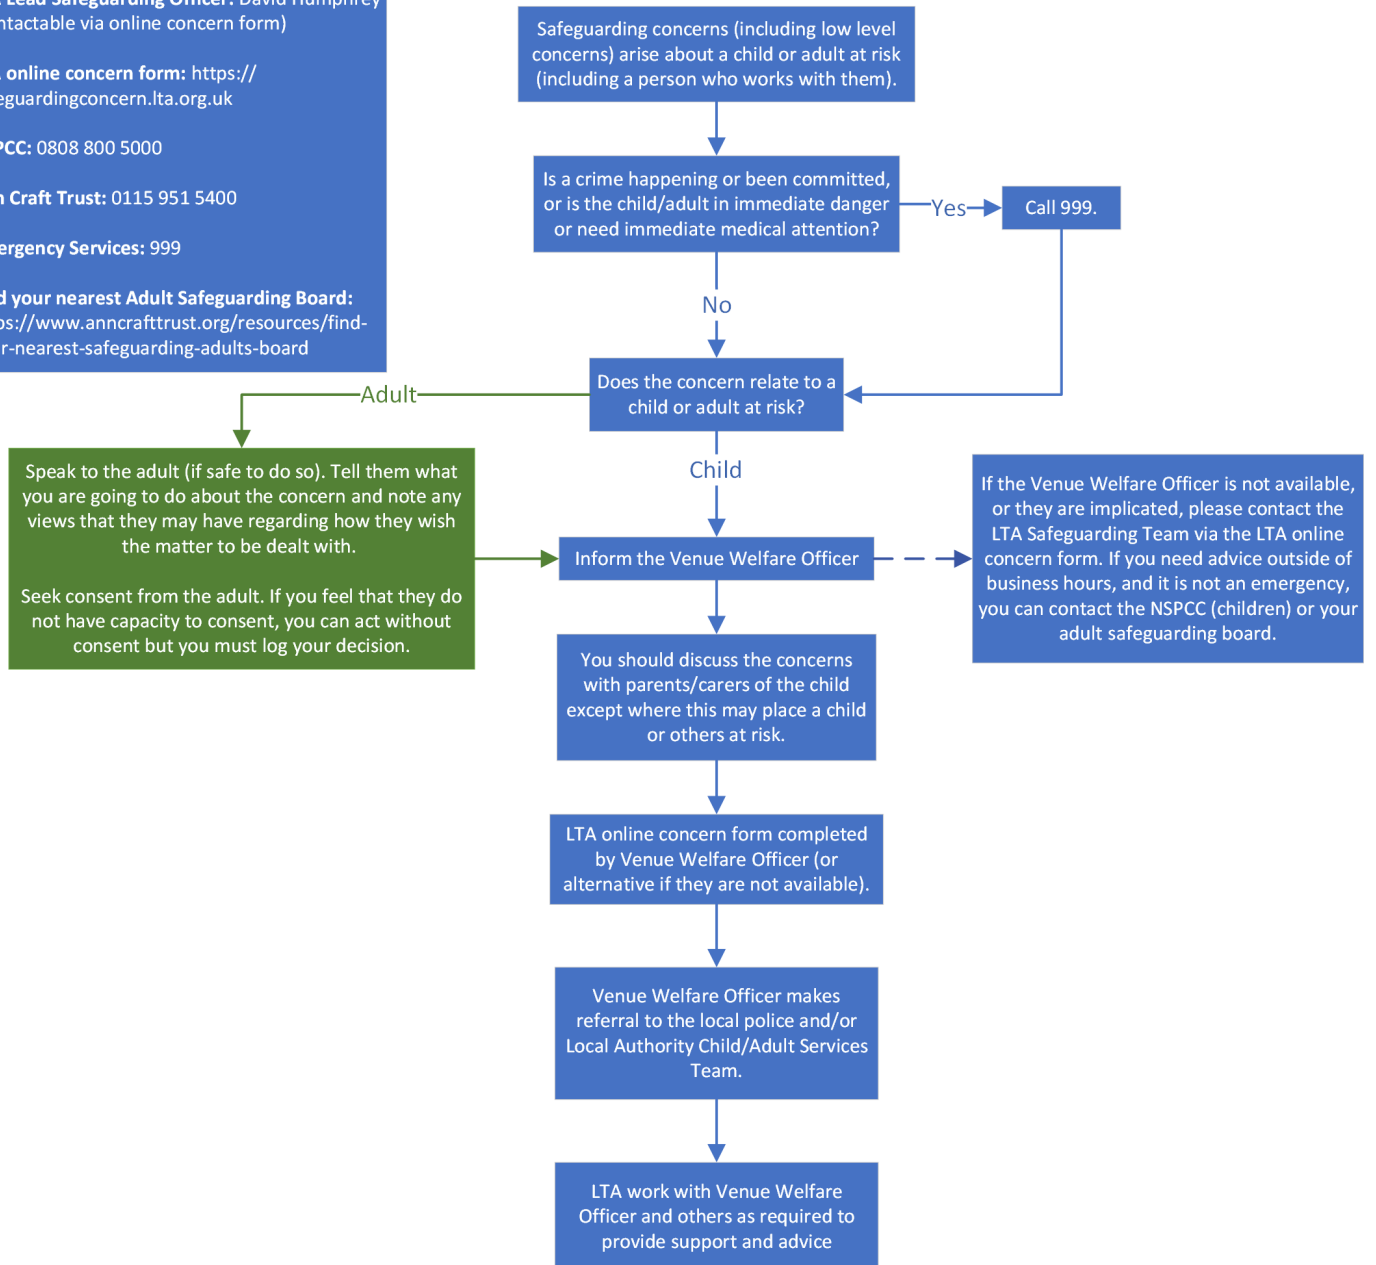 Lead Safeguarding Officer: David Humphrey
ntactable via online concern form)
online concern form: https://
eguardingconcern.lta.org.uk
PCC: 0808 800 5000
n Craft Trust: 0115 951 5400
ergency Services: 999
d your nearest Adult Safeguarding Board:
ps://www.anncrafttrust.org/resources/find-
r-nearest-safeguarding-adults-board
Safeguarding concerns (including low level
concerns) arise about a child or adult at risk
(including a person who works with them).
Is a crime happening or been committed,
or is the child/adult in immediate danger
or need immediate medical attention?
Yes
Call 999.
No
Does the concern relate to a
child or adult at risk?
Adult
Child
Speak to the adult (if safe to do so). Tell them what
you are going to do about the concern and note any
views that they may have regarding how they wish
the matter to be dealt with.
Seek consent from the adult. If you feel that they do
not have capacity to consent, you can act without
consent but you must log your decision.
Inform the Venue Welfare Officer
If the Venue Welfare Officer is not available,
or they are implicated, please contact the
LTA Safeguarding Team via the LTA online
concern form. If you need advice outside of
business hours, and it is not an emergency,
you can contact the NSPCC (children) or your
adult safeguarding board.
You should discuss the concerns
with parents/carers of the child
except where this may place a child
or others at risk.
LTA online concern form completed
by Venue Welfare Officer (or
alternative if they are not available).
Venue Welfare Officer makes
referral to the local police and/or
Local Authority Child/Adult Services
Team.
LTA work with Venue Welfare
Officer and others as required to
provide support and advice